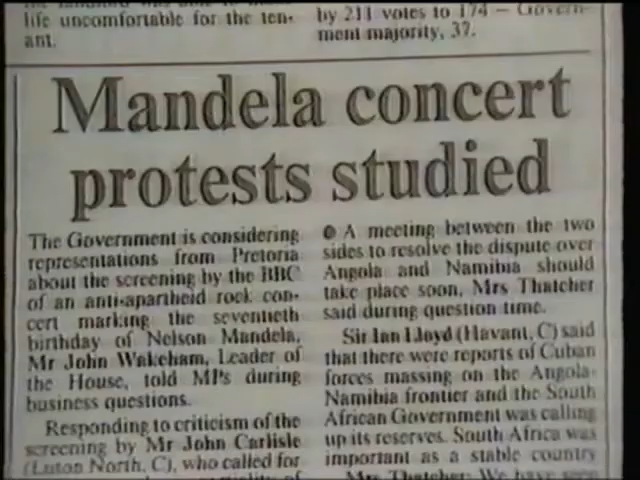 life uncomfortable for the ten-
ant.
by 211 votes to 174 — Govern-
ment majority, 37.
Mandela concert
protests studied
The Government is considering
representations from Pretoria
about the screening by the BBC
of an anti-apartheid rock con-
cert marking the seventieth
birthday of Nelson Mandela,
Mr John Wakeham, Leader of
the House, told MPs during
business questions.
Responding to criticism of the
screening by Mr John Carlisle
(Luton North, C), who called for
● A meeting between the two
sides to resolve the dispute over
Angola and Namibia should
take place soon, Mrs Thatcher
said during question time.
Sir Ian Lloyd (Havant, C) said
that there were reports of Cuban
forces massing on the Angola-
Namibia frontier and the South
African Government was calling
up its reserves. South Africa was
important as a stable country
Mrs Thatcher: We have seen